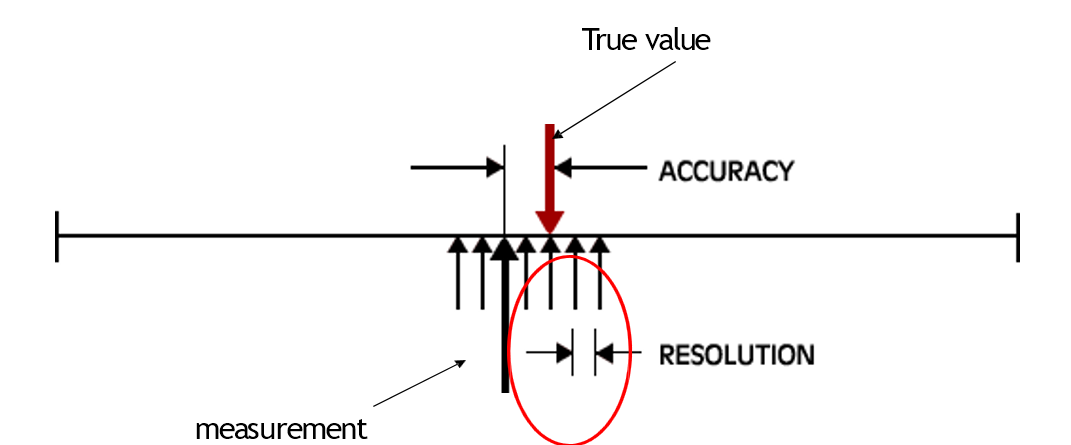 True value
ACCURACY
RESOLUTION
measurement